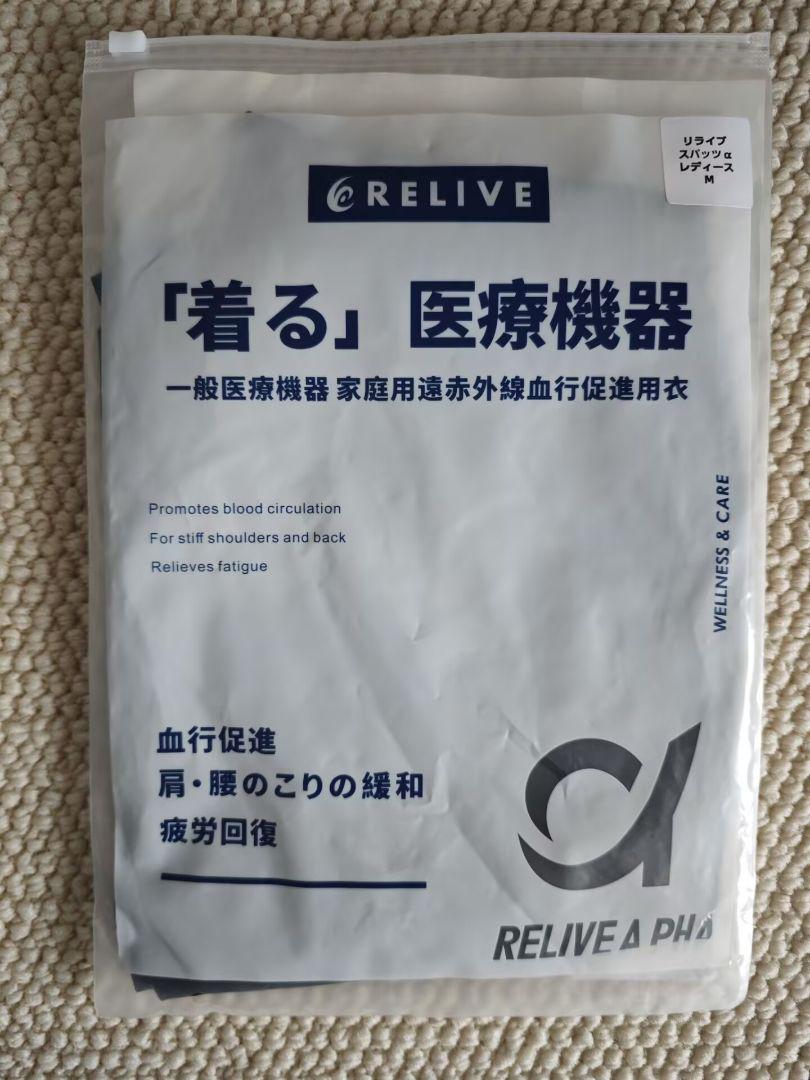 リライブ
スパッツα
レディース
M
RELIVE
「着る」医療機器
一般医療機器 家庭用遠赤外線血行促進用衣
Promotes blood circulation
For stiff shoulders and back
Relieves fatigue
WELLNESS & CARE
血行促進
肩・腰のこりの緩和
疲労回復
α
RELIVE